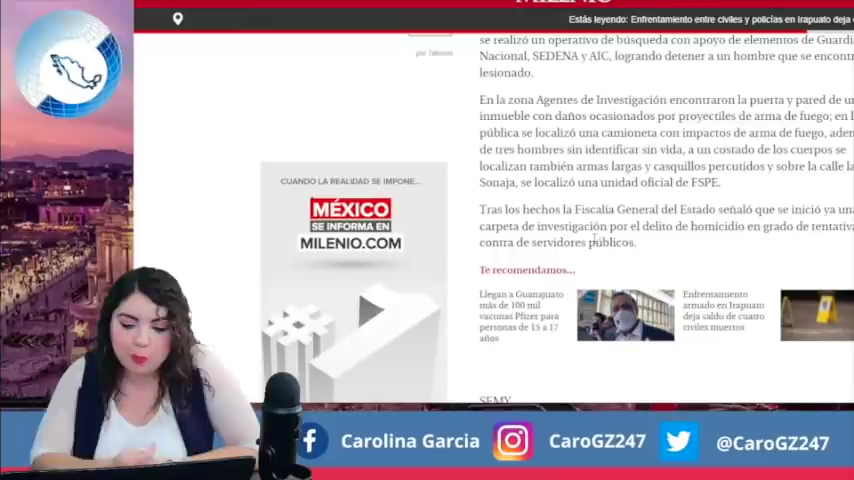 MILENIO
Estás leyendo: Enfrentamiento entre civiles y policías en Irapuato deja
se realizó un operativo de búsqueda con apoyo de elementos de Guardi
Nacional, SEDENA y AIC, logrando detener a un hombre que se encont
lesionado.
En la zona Agentes de Investigación encontraron la puerta y pared de u
inmueble con daños ocasionados por proyectiles de arma de fuego; en l
pública se localizó una camioneta con impactos de arma de fuego, ade
de tres hombres sin identificar sin vida, a un costado de los cuerpos se
localizan también armas largas y casquillos percutidos y sobre la calle la
Sonaja, se localizó una unidad oficial de FSPE.
Tras los hechos la Fiscalía General del Estado señaló que se inició ya una
carpeta de investigación por el delito de homicidio en grado de tentativa
contra de servidores públicos.
Te recomendamos...
Llegan a Guanajuato
más de 100 mil
vacunas Pfizer para
personas de 15 a 17
años
Enfrentamiento
armado en Irapuato
deja saldo de cuatro
civiles muertos
CUANDO LA REALIDAD SE IMPONE...
MÉXICO
SE INFORMA EN
MILENIO.COM
#1
SEMY
Carolina Garcia
CaroGZ247
@CaroGZ247